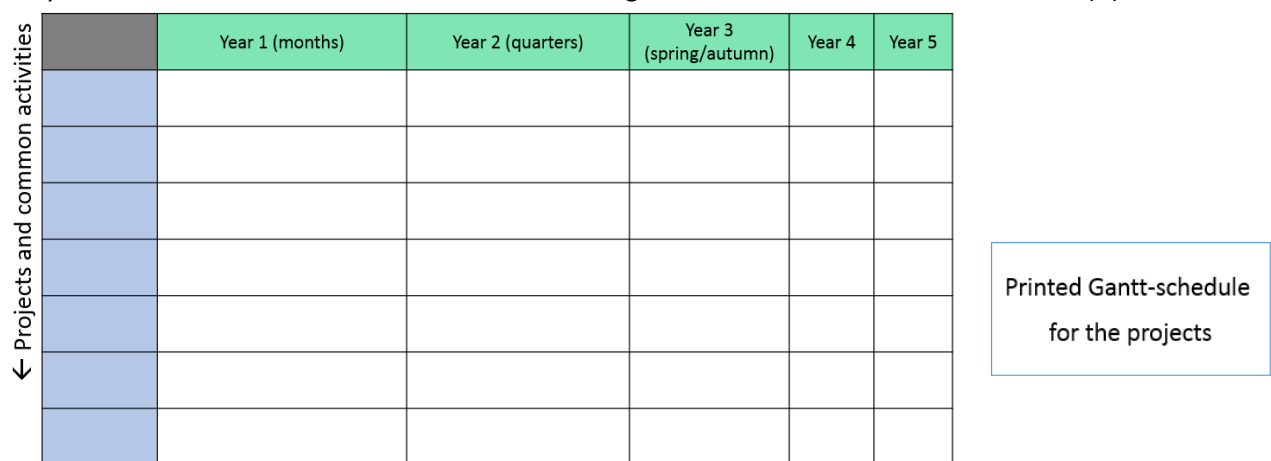 Year 1 (months)
Year 2 (quarters)
Year 3
(spring/autumn)
Year 4
Year 5
← Projects and common activities
Printed Gantt-schedule
for the projects